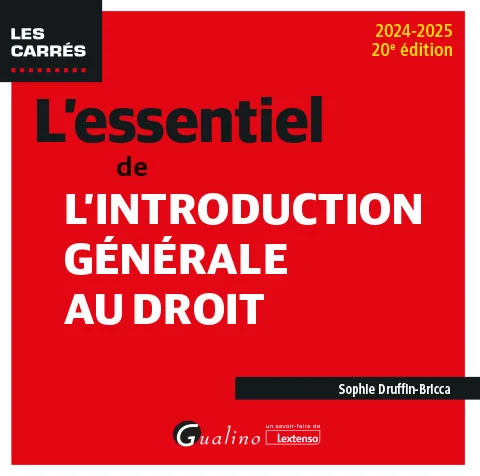 LES
CARRÉS
2024-2025
20e édition
L'essentiel
de
L'INTRODUCTION
GÉNÉRALE
AU DROIT
Sophie Druffin-Bricca
Gualino
un savoir-faire de
Lextenso